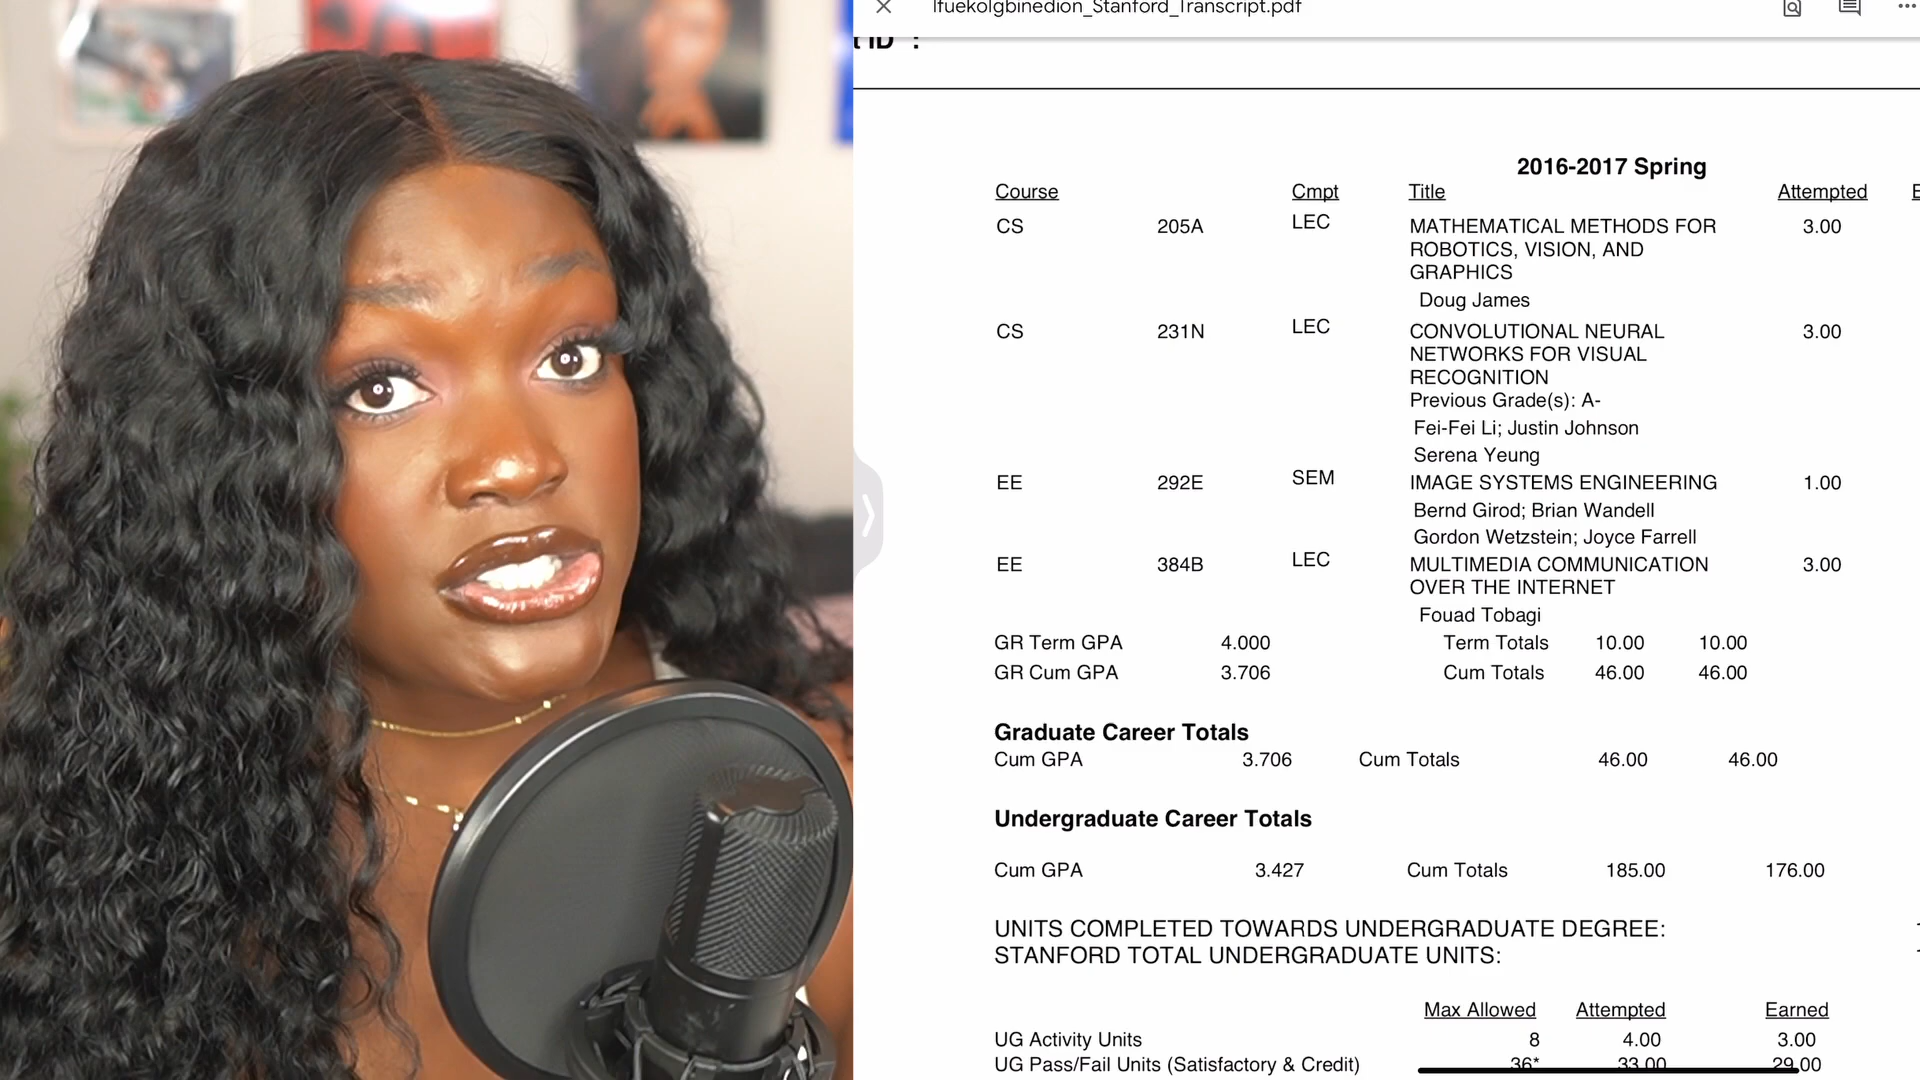 IfuekoIgbinedion_Stanford_Transcript.pdf
t ID :
2016-2017 Spring
Course Cmpt Title Attempted
CS 205A LEC MATHEMATICAL METHODS FOR 3.00
ROBOTICS, VISION, AND
GRAPHICS
Doug James
CS 231N LEC CONVOLUTIONAL NEURAL 3.00
NETWORKS FOR VISUAL
RECOGNITION
Previous Grade(s): A-
Fei-Fei Li; Justin Johnson
Serena Yeung
EE 292E SEM IMAGE SYSTEMS ENGINEERING 1.00
Bernd Girod; Brian Wandell
Gordon Wetzstein; Joyce Farrell
EE 384B LEC MULTIMEDIA COMMUNICATION 3.00
OVER THE INTERNET
Fouad Tobagi
GR Term GPA 4.000 Term Totals 10.00 10.00
GR Cum GPA 3.706 Cum Totals 46.00 46.00
Graduate Career Totals
Cum GPA 3.706 Cum Totals 46.00 46.00
Undergraduate Career Totals
Cum GPA 3.427 Cum Totals 185.00 176.00
UNITS COMPLETED TOWARDS UNDERGRADUATE DEGREE:
STANFORD TOTAL UNDERGRADUATE UNITS:
Max Allowed Attempted Earned
UG Activity Units 8 4.00 3.00
UG Pass/Fail Units (Satisfactory & Credit) 36* 33.00 29.00